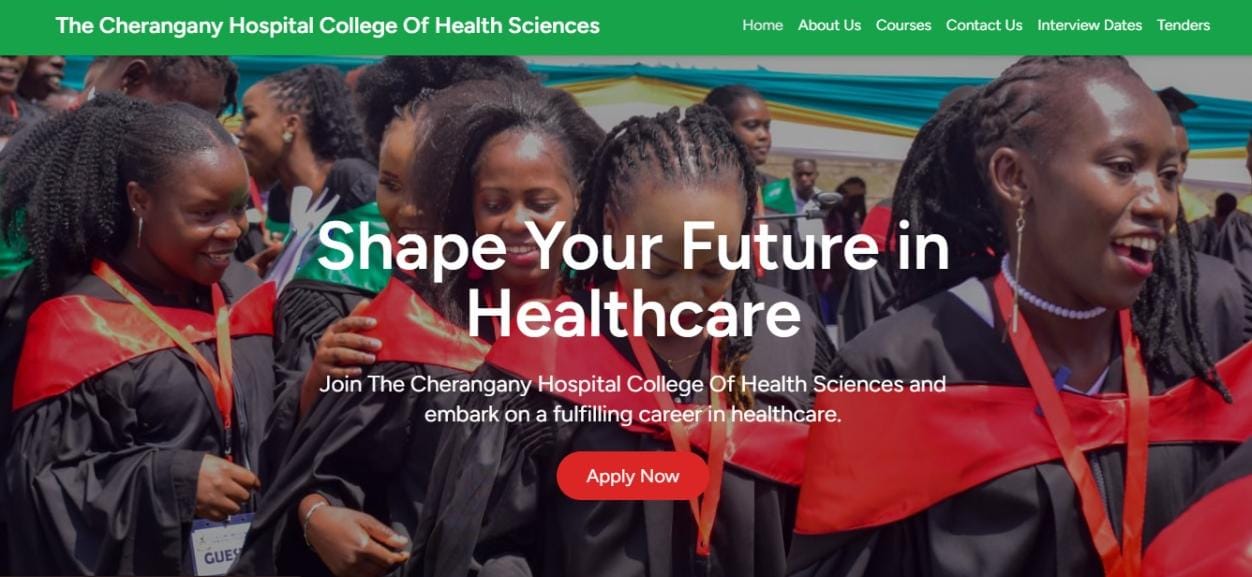 The Cherangany Hospital College Of Health Sciences
Home About Us Courses Contact Us Interview Dates Tenders
Shape Your Future in
Healthcare
Join The Cherangany Hospital College Of Health Sciences and
embark on a fulfilling career in healthcare.
Apply Now
GUEST